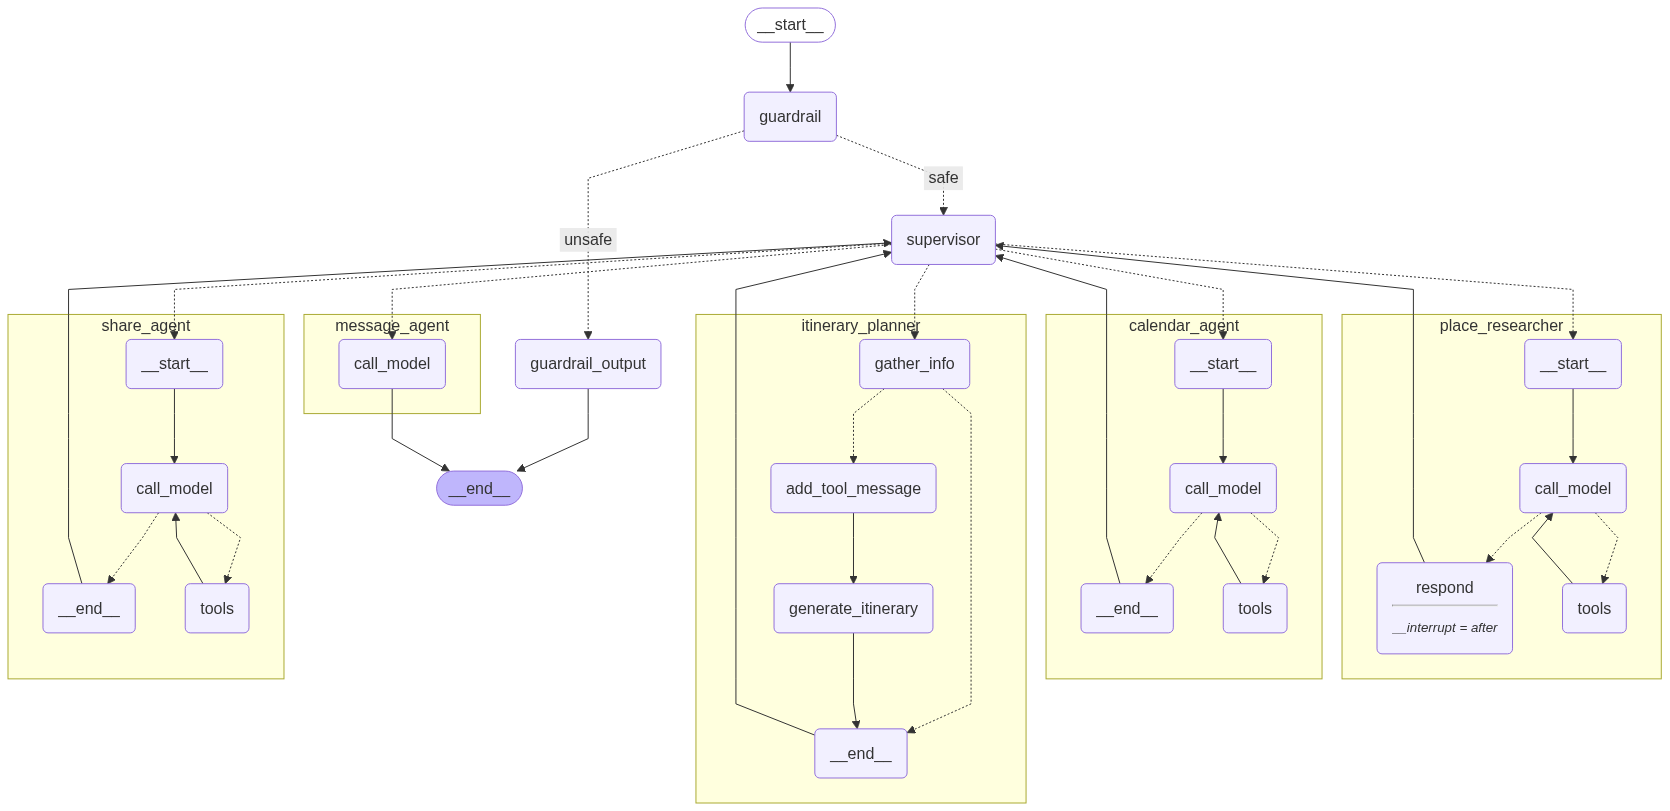 __start__
guardrail
safe
unsafe
supervisor
share_agent
__start__
call_model
__end__
tools
message_agent
call_model
guardrail_output
__end__
itinerary_planner
gather_info
add_tool_message
generate_itinerary
__end__
calendar_agent
__start__
call_model
__end__
tools
place_researcher
__start__
call_model
respond
__interrupt = after
tools